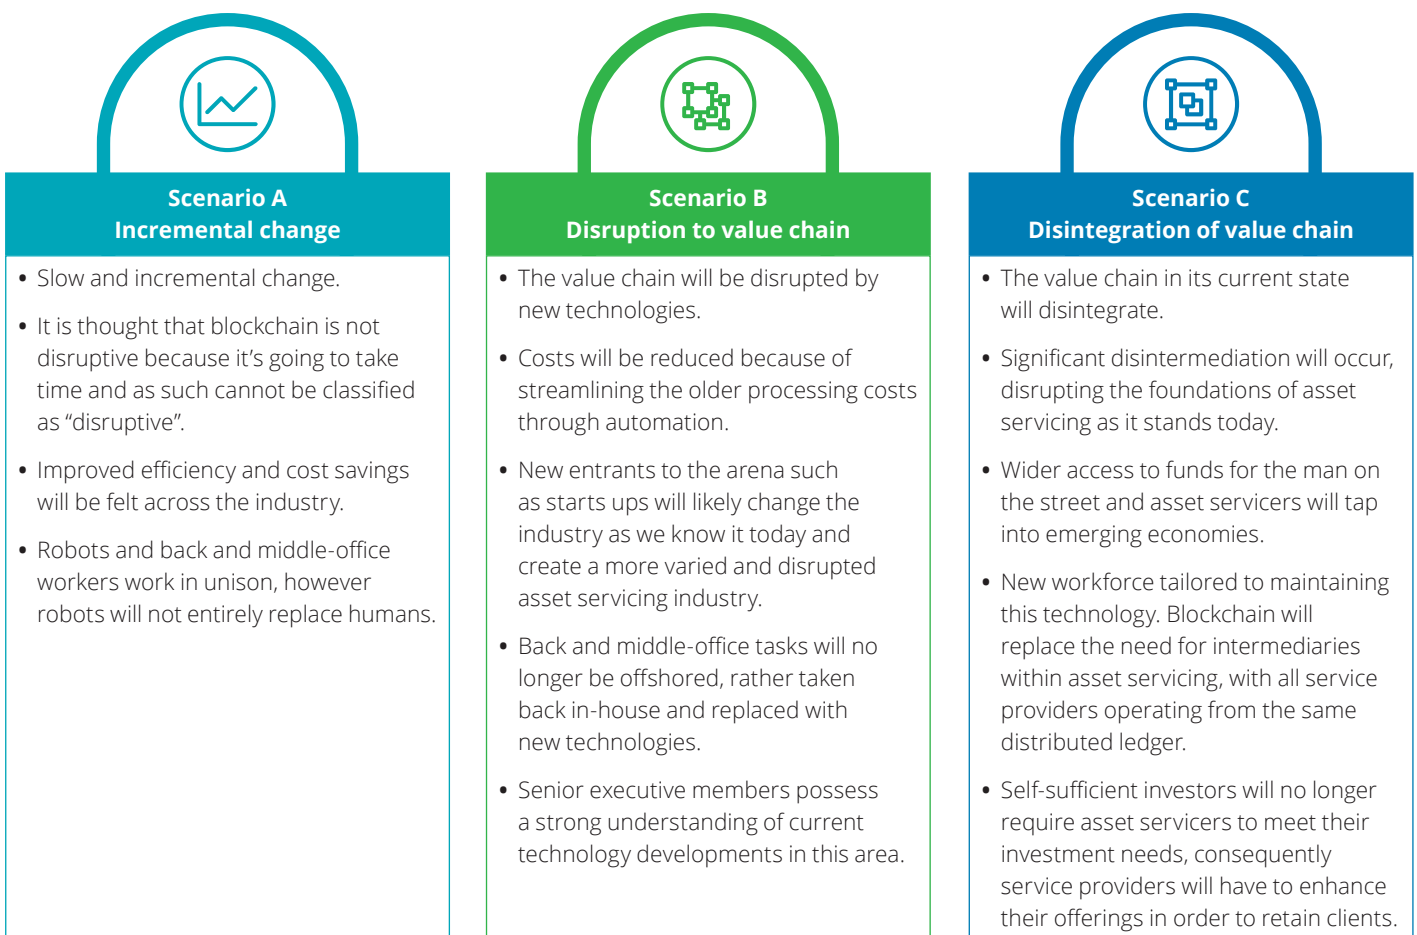 Scenario A
Incremental change
• Slow and incremental change.
• It is thought that blockchain is not
disruptive because it’s going to take
time and as such cannot be classified
as “disruptive”.
• Improved efficiency and cost savings
will be felt across the industry.
• Robots and back and middle-office
workers work in unison, however
robots will not entirely replace humans.
Scenario B
Disruption to value chain
• The value chain will be disrupted by
new technologies.
• Costs will be reduced because of
streamlining the older processing costs
through automation.
• New entrants to the arena such
as starts ups will likely change the
industry as we know it today and
create a more varied and disrupted
asset servicing industry.
• Back and middle-office tasks will no
longer be offshored, rather taken
back in-house and replaced with
new technologies.
• Senior executive members possess
a strong understanding of current
technology developments in this area.
Scenario C
Disintegration of value chain
• The value chain in its current state
will disintegrate.
• Significant disintermediation will occur,
disrupting the foundations of asset
servicing as it stands today.
• Wider access to funds for the man on
the street and asset servicers will tap
into emerging economies.
• New workforce tailored to maintaining
this technology. Blockchain will
replace the need for intermediaries
within asset servicing, with all service
providers operating from the same
distributed ledger.
• Self-sufficient investors will no longer
require asset servicers to meet their
investment needs, consequently
service providers will have to enhance
their offerings in order to retain clients.